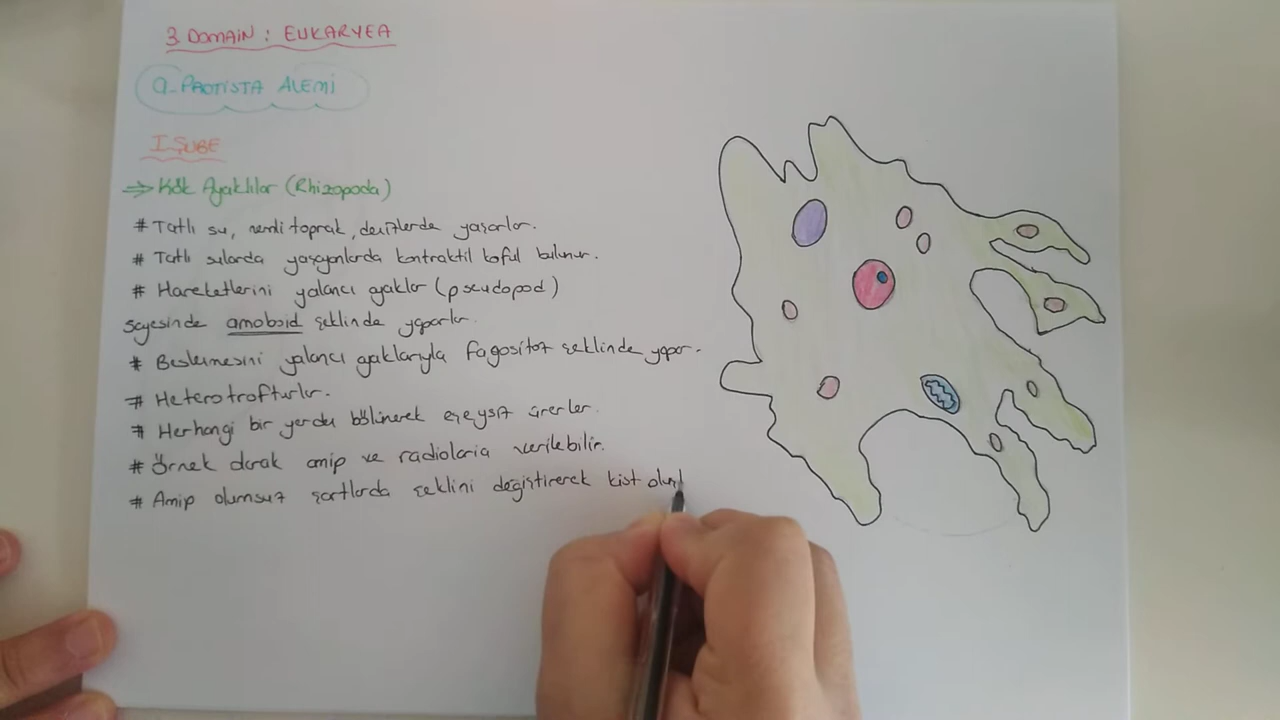 3 DOMAIN : EUKARYEA
a-PROTISTA ALEMİ
I ŞUBE
⇒ Kök Ayaklılar (Rhizopoda)
# Tatlı su, nemli toprak, denizlerde yaşarlar.
# Tatlı sularda yaşayanlarda kontraktil koful bulunur.
# Hareketlerini yalancı ayaklar (pseudopod)
sayesinde amoboid şeklinde yaparlar.
# Beslenmesini yalancı ayaklarıyla fagositoz şeklinde yapar.
# Heterotrofturlar.
# Herhangi bir yerden bölünerek eşeysiz ürerler.
# Örnek olarak amip ve radiolaria verilebilir.
# Amip olumsuz şartlarda şeklini değiştirerek kist oluş